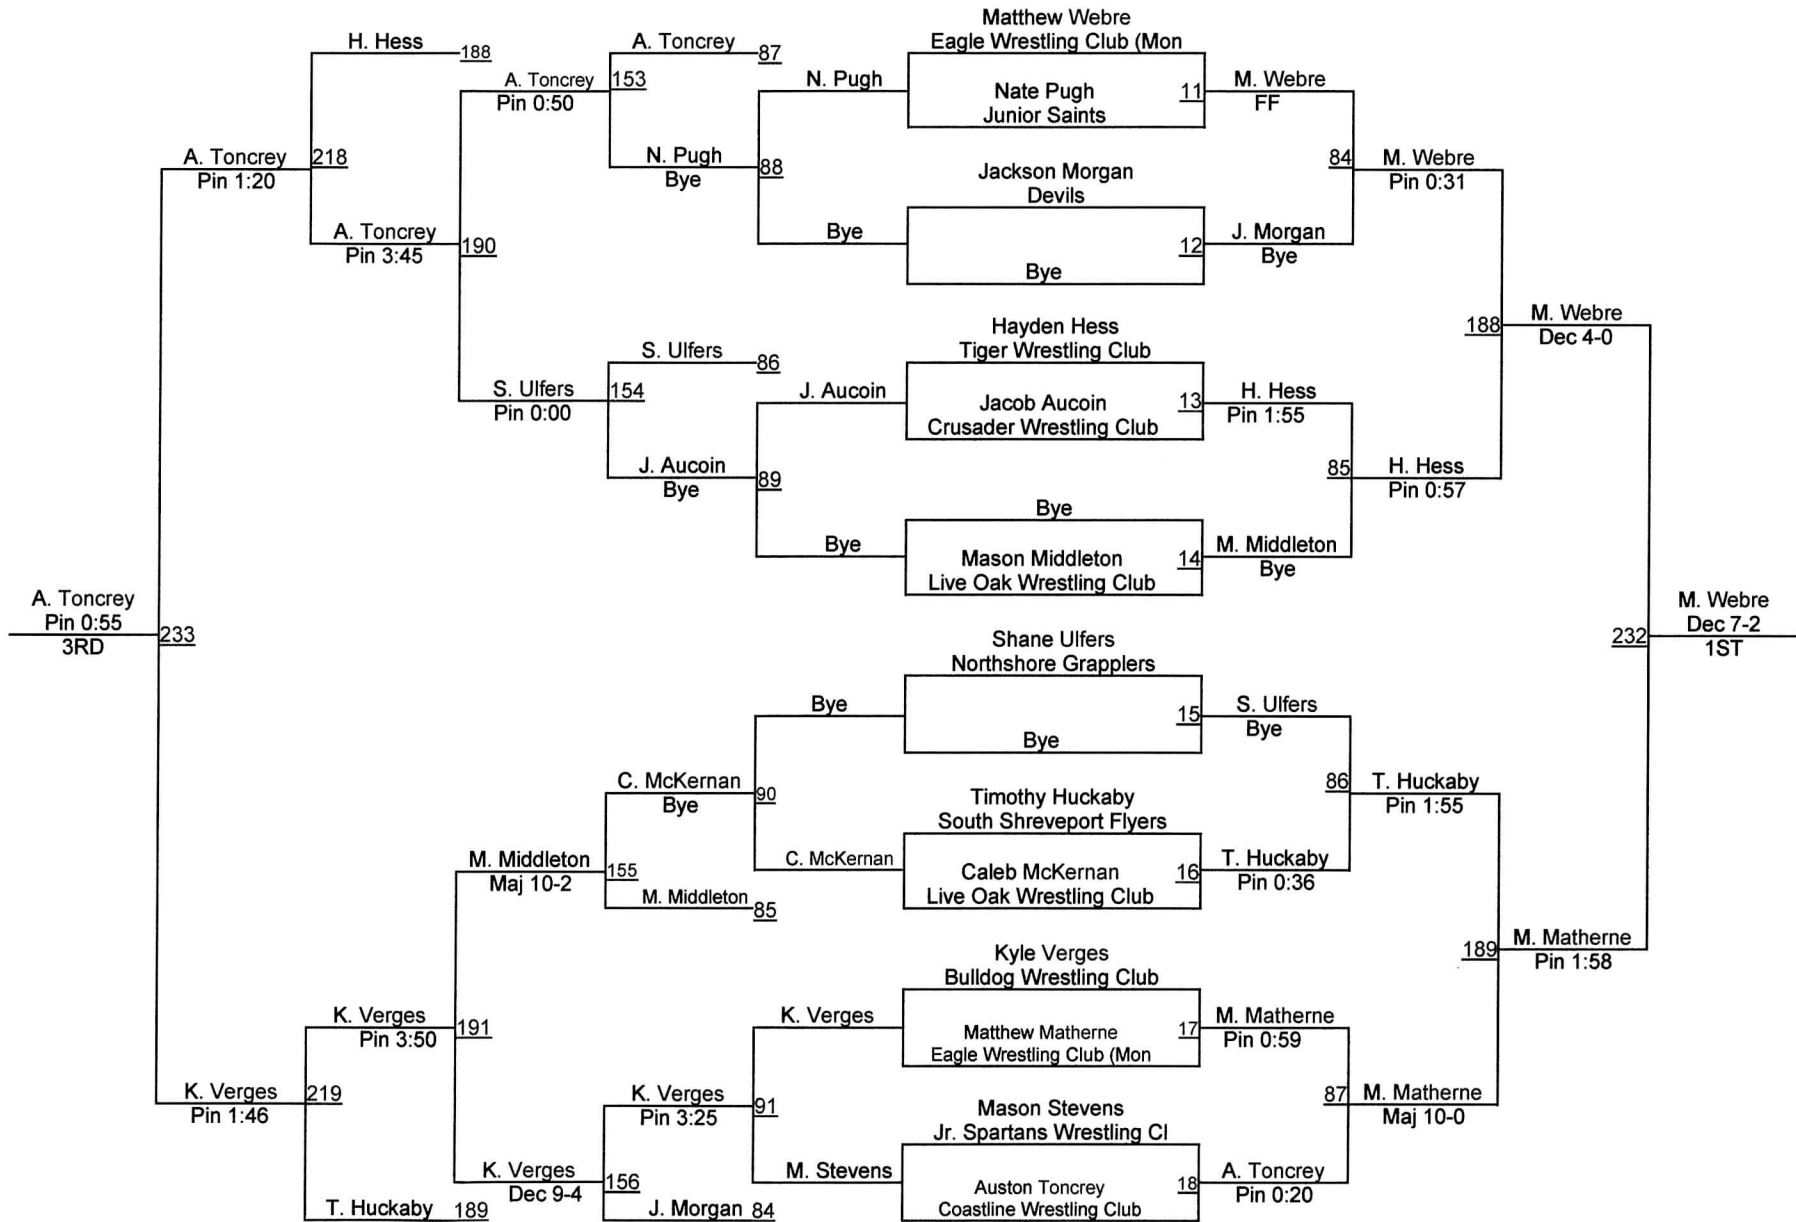 Matthew Webre
Eagle Wrestling Club (Mon
Nate Pugh
Junior Saints
11
Jackson Morgan
Devils
Bye
12
Hayden Hess
Tiger Wrestling Club
Jacob Aucoin
Crusader Wrestling Club
13
Bye
Mason Middleton
Live Oak Wrestling Club
14
Shane Ulfers
Northshore Grapplers
Bye
15
Timothy Huckaby
South Shreveport Flyers
Caleb McKernan
Live Oak Wrestling Club
16
Kyle Verges
Bulldog Wrestling Club
Matthew Matherne
Eagle Wrestling Club (Mon
17
Mason Stevens
Jr. Spartans Wrestling Cl
Auston Toncrey
Coastline Wrestling Club
18
M. Webre
FF
84
J. Morgan
Bye
H. Hess
Pin 1:55
85
M. Middleton
Bye
S. Ulfers
Bye
86
T. Huckaby
Pin 0:36
M. Matherne
Pin 0:59
87
A. Toncrey
Pin 0:20
M. Webre
Pin 0:31
188
H. Hess
Pin 0:57
T. Huckaby
Pin 1:55
189
M. Matherne
Maj 10-0
M. Webre
Dec 4-0
232
M. Matherne
Pin 1:58
M. Webre
Dec 7-2
1ST
N. Pugh
88
Bye
J. Aucoin
89
Bye
Bye
90
C. McKernan
K. Verges
91
M. Stevens
A. Toncrey
87
153
N. Pugh
Bye
S. Ulfers
86
154
J. Aucoin
Bye
C. McKernan
Bye
155
M. Middleton
85
K. Verges
Pin 3:25
156
J. Morgan
84
A. Toncrey
Pin 0:50
190
S. Ulfers
Pin 0:00
M. Middleton
Maj 10-2
191
K. Verges
Dec 9-4
H. Hess
188
218
A. Toncrey
Pin 3:45
K. Verges
Pin 3:50
219
T. Huckaby
189
A. Toncrey
Pin 1:20
233
K. Verges
Pin 1:46
A. Toncrey
Pin 0:55
3RD